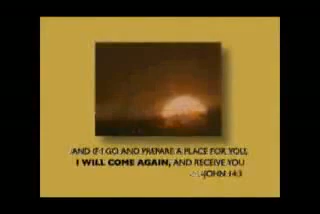 AND IF I GO AND PREPARE A PLACE FOR YOU,
I WILL COME AGAIN, AND RECEIVE YOU
JOHN 14:3